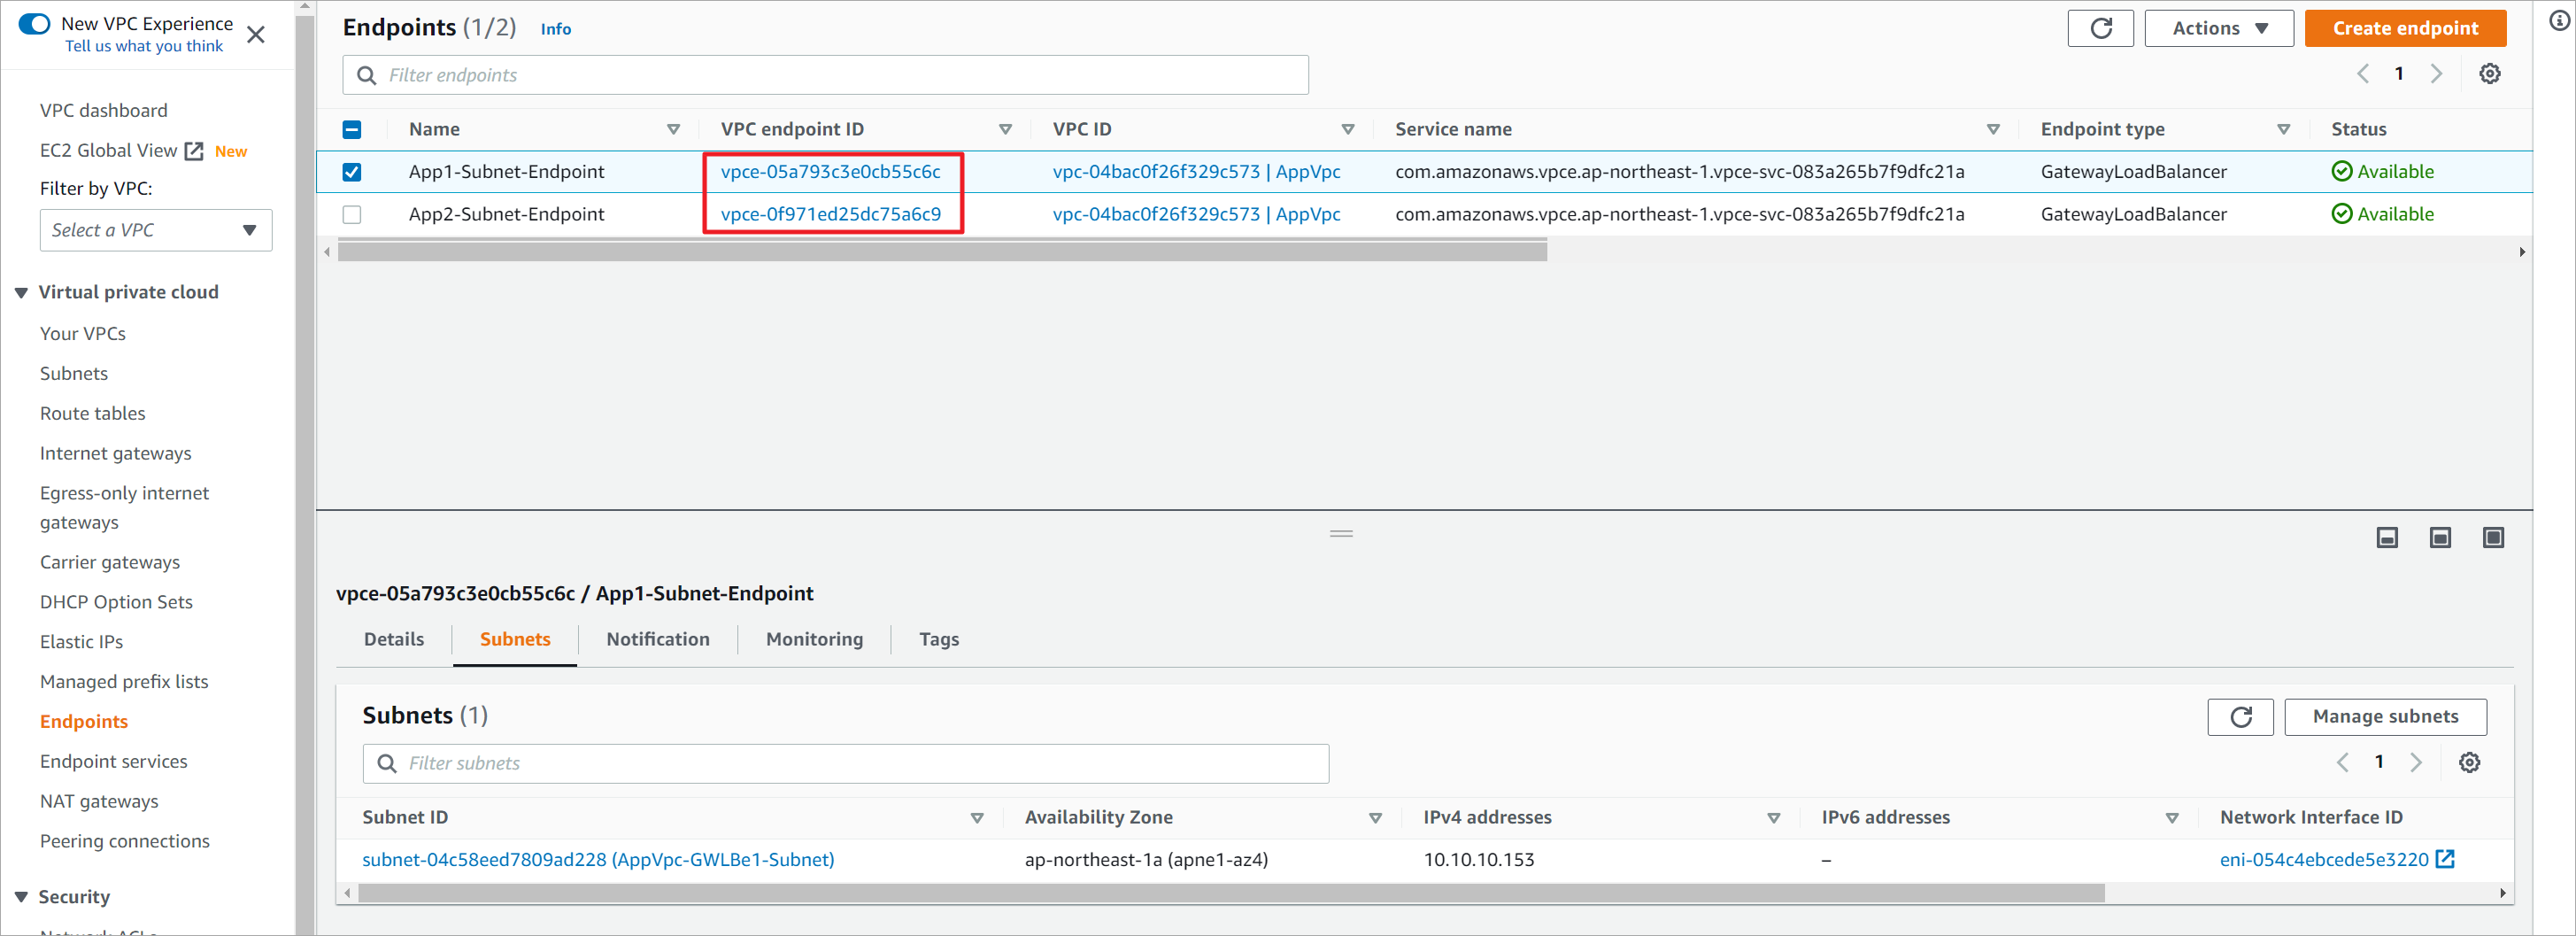 New VPC Experience
Tell us what you think
VPC dashboard
EC2 Global View New
Filter by VPC:
Select a VPC
Virtual private cloud
Your VPCs
Subnets
Route tables
Internet gateways
Egress-only internet
gateways
Carrier gateways
DHCP Option Sets
Elastic IPs
Managed prefix lists
Endpoints
Endpoint services
NAT gateways
Peering connections
Security
Network ACLs
Endpoints (1/2) Info
Actions
Create endpoint
Filter endpoints
1
Name VPC endpoint ID VPC ID Service name Endpoint type Status
App1-Subnet-Endpoint vpce-05a793c3e0cb55c6c vpc-04bac0f26f329c573 | AppVpc com.amazonaws.vpce.ap-northeast-1.vpce-svc-083a265b7f9dfc21a GatewayLoadBalancer Available
App2-Subnet-Endpoint vpce-0f971ed25dc75a6c9 vpc-04bac0f26f329c573 | AppVpc com.amazonaws.vpce.ap-northeast-1.vpce-svc-083a265b7f9dfc21a GatewayLoadBalancer Available
vpce-05a793c3e0cb55c6c / App1-Subnet-Endpoint
Details Subnets Notification Monitoring Tags
Subnets (1)
Manage subnets
Filter subnets
1
Subnet ID Availability Zone IPv4 addresses IPv6 addresses Network Interface ID
subnet-04c58eed7809ad228 (AppVpc-GWLBe1-Subnet) ap-northeast-1a (apne1-az4) 10.10.10.153 – eni-054c4ebcede5e3220